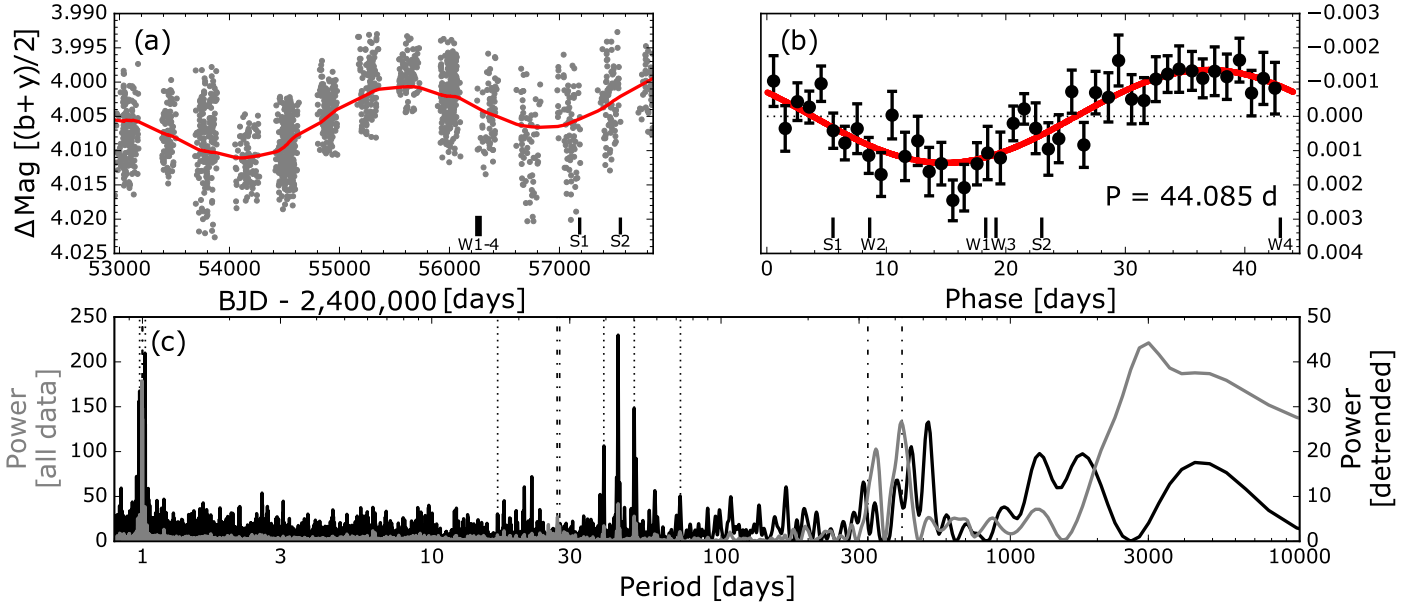 (a)
ΔMag [(b+y)/2]
3.990
3.995
4.000
4.005
4.010
4.015
4.020
4.025
W1-4
S1
S2
53000 54000 55000 56000 57000
BJD - 2,400,000 [days]
(b)
−0.003
−0.002
−0.001
0.000
0.001
0.002
0.003
0.004
P = 44.085 d
S1 W2 W1 W3 S2 W4
0 10 20 30 40
Phase [days]
(c)
Power
[all data]
250
200
150
100
50
0
50
40
30
20
10
0
Power
[detrended]
1 3 10 30 100 300 1000 3000 10000
Period [days]